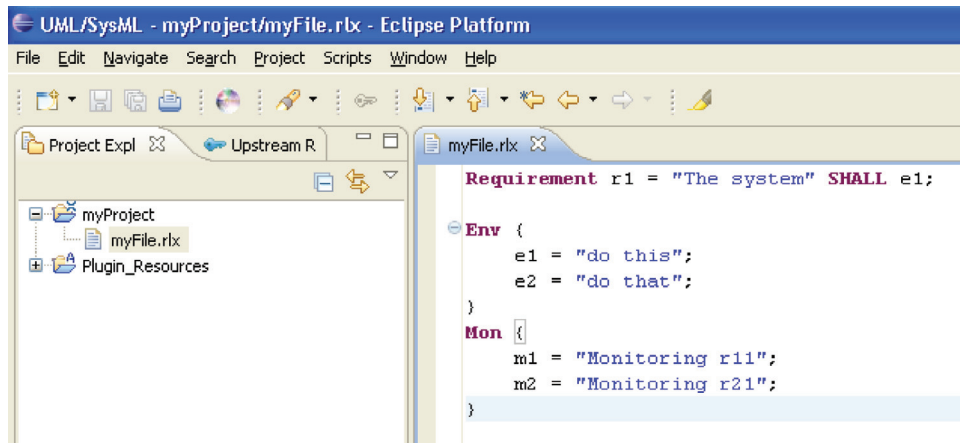 UML/SysML - myProject/myFile.rlx - Eclipse Platform
File Edit Navigate Search Project Scripts Window Help
Project Expl Upstream R
myProject
myFile.rlx
Plugin_Resources
myFile.rlx
Requirement r1 = "The system" SHALL e1;
Env {
e1 = "do this";
e2 = "do that";
}
Mon {
m1 = "Monitoring r11";
m2 = "Monitoring r21";
}